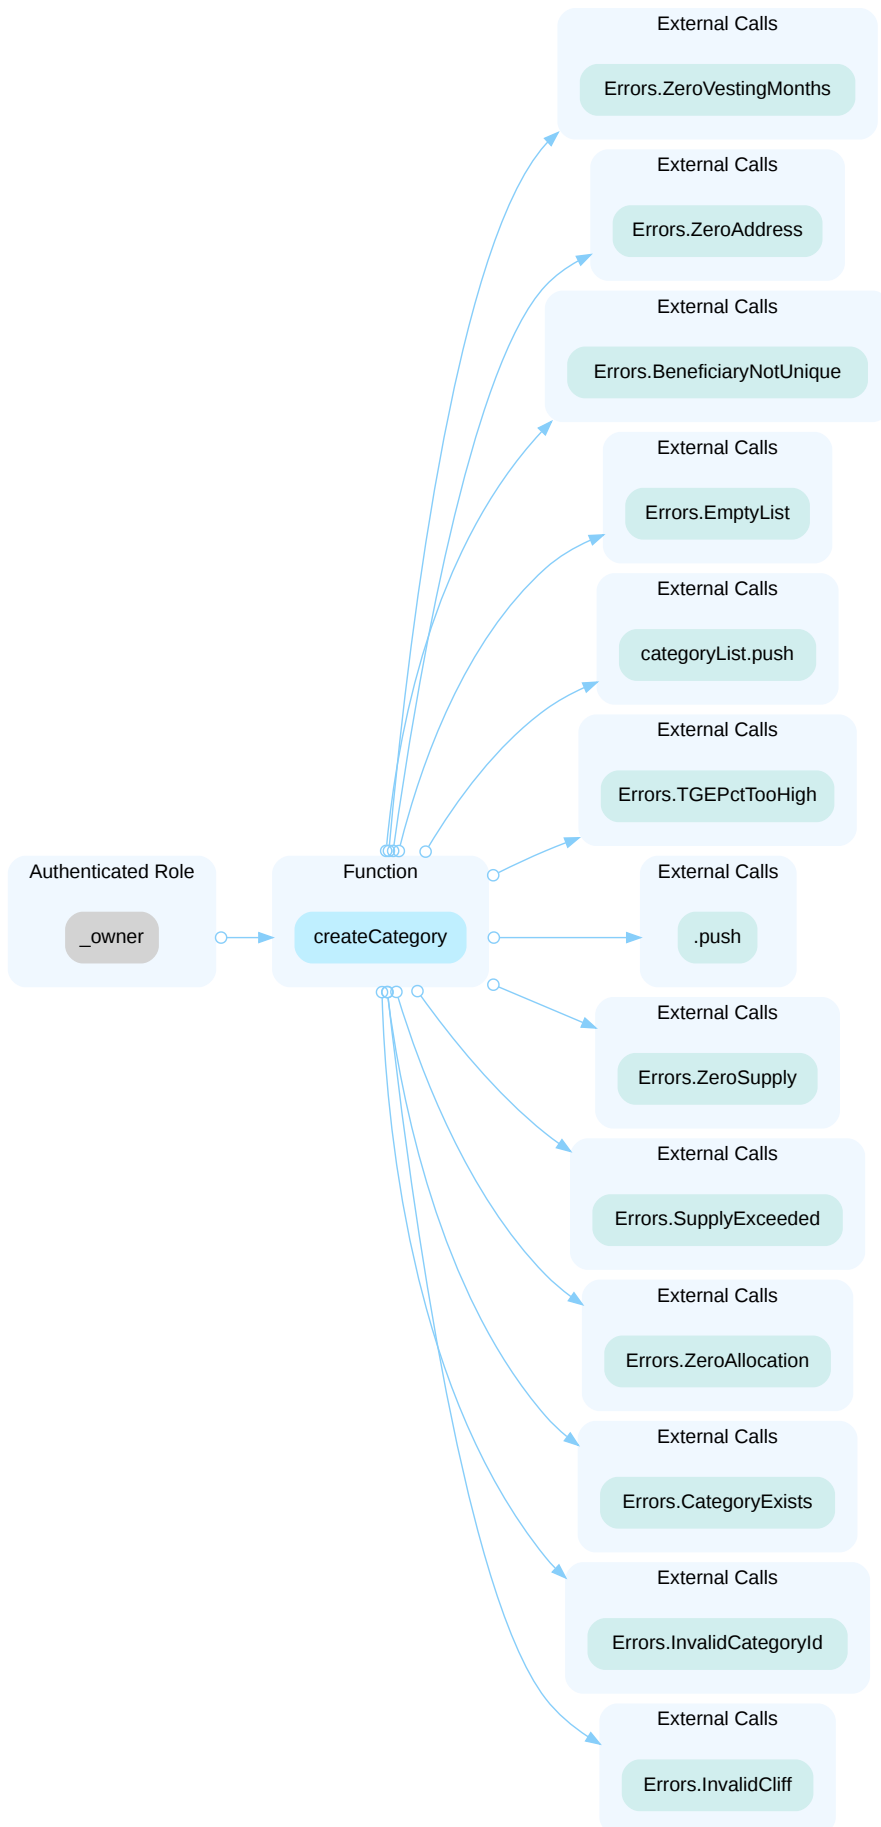 External Calls
Errors.ZeroVestingMonths
External Calls
Errors.ZeroAddress
External Calls
Errors.BeneficiaryNotUnique
External Calls
Errors.EmptyList
External Calls
categoryList.push
External Calls
Errors.TGEPctTooHigh
Authenticated Role
_owner
Function
createCategory
External Calls
.push
External Calls
Errors.ZeroSupply
External Calls
Errors.SupplyExceeded
External Calls
Errors.ZeroAllocation
External Calls
Errors.CategoryExists
External Calls
Errors.InvalidCategoryId
External Calls
Errors.InvalidCliff